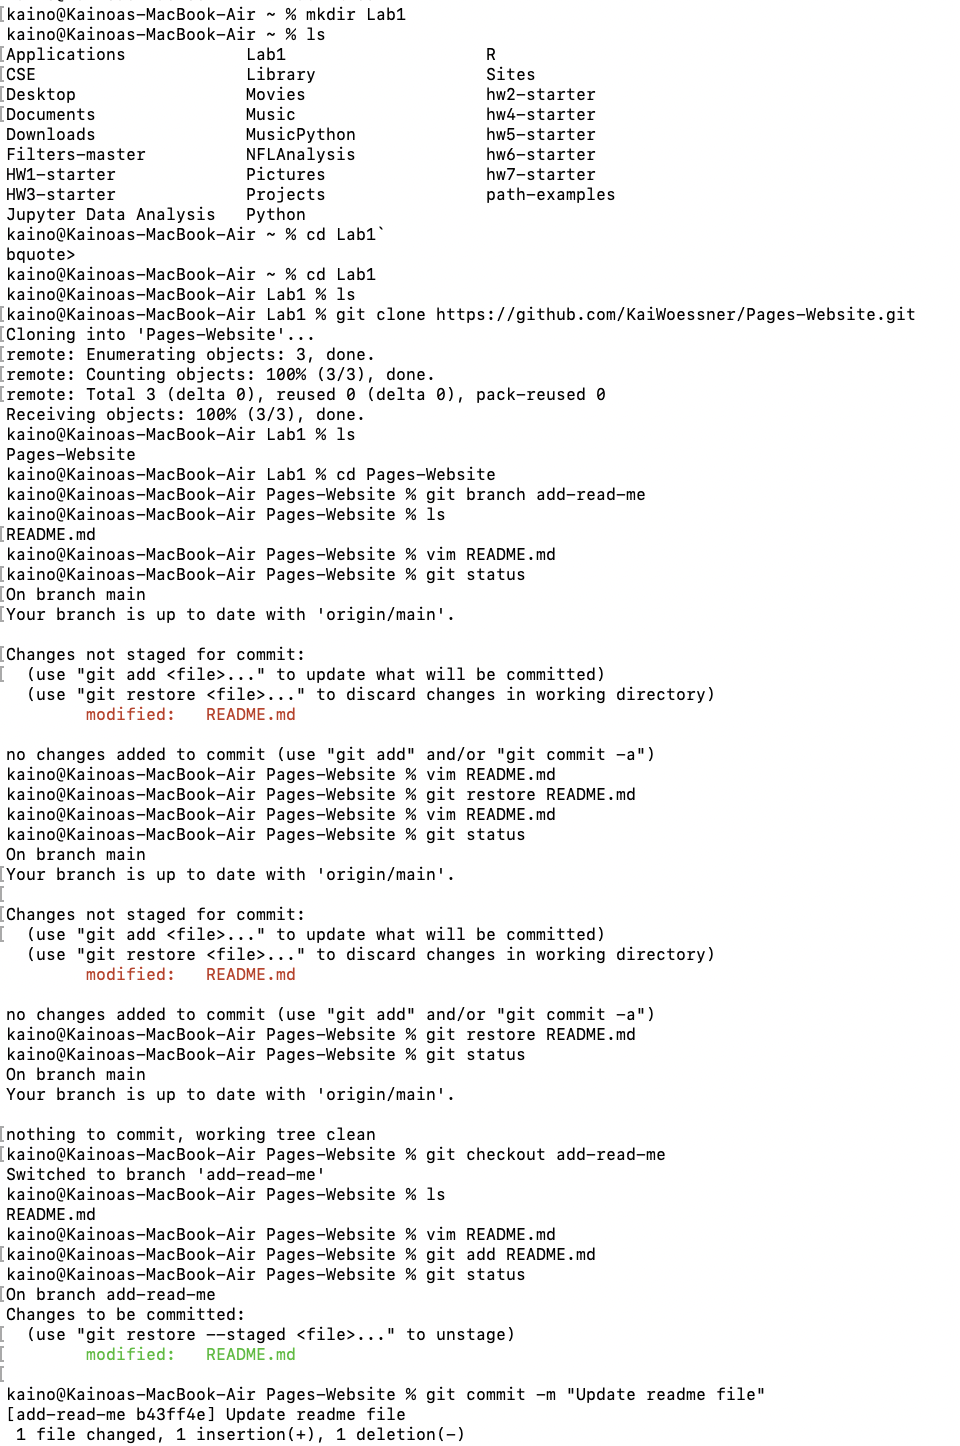 kaino@Kainoas-MacBook-Air ~ % mkdir Lab1
kaino@Kainoas-MacBook-Air ~ % ls
Applications            Lab1                    R
CSE                     Library                 Sites
Desktop                 Movies                  hw2-starter
Documents               Music                   hw4-starter
Downloads               MusicPython             hw5-starter
Filters-master          NFLAnalysis             hw6-starter
HW1-starter             Pictures                hw7-starter
HW3-starter             Projects                path-examples
Jupyter Data Analysis   Python
kaino@Kainoas-MacBook-Air ~ % cd Lab1`
bquote>
kaino@Kainoas-MacBook-Air ~ % cd Lab1
kaino@Kainoas-MacBook-Air Lab1 % ls
kaino@Kainoas-MacBook-Air Lab1 % git clone https://github.com/KaiWoessner/Pages-Website.git
Cloning into 'Pages-Website'...
remote: Enumerating objects: 3, done.
remote: Counting objects: 100% (3/3), done.
remote: Total 3 (delta 0), reused 0 (delta 0), pack-reused 0
Receiving objects: 100% (3/3), done.
kaino@Kainoas-MacBook-Air Lab1 % ls
Pages-Website
kaino@Kainoas-MacBook-Air Lab1 % cd Pages-Website
kaino@Kainoas-MacBook-Air Pages-Website % git branch add-read-me
kaino@Kainoas-MacBook-Air Pages-Website % ls
README.md
kaino@Kainoas-MacBook-Air Pages-Website % vim README.md
kaino@Kainoas-MacBook-Air Pages-Website % git status
On branch main
Your branch is up to date with 'origin/main'.

Changes not staged for commit:
  (use "git add <file>..." to update what will be committed)
  (use "git restore <file>..." to discard changes in working directory)
        modified:   README.md

no changes added to commit (use "git add" and/or "git commit -a")
kaino@Kainoas-MacBook-Air Pages-Website % vim README.md
kaino@Kainoas-MacBook-Air Pages-Website % git restore README.md
kaino@Kainoas-MacBook-Air Pages-Website % vim README.md
kaino@Kainoas-MacBook-Air Pages-Website % git status
On branch main
Your branch is up to date with 'origin/main'.

Changes not staged for commit:
  (use "git add <file>..." to update what will be committed)
  (use "git restore <file>..." to discard changes in working directory)
        modified:   README.md

no changes added to commit (use "git add" and/or "git commit -a")
kaino@Kainoas-MacBook-Air Pages-Website % git restore README.md
kaino@Kainoas-MacBook-Air Pages-Website % git status
On branch main
Your branch is up to date with 'origin/main'.

nothing to commit, working tree clean
kaino@Kainoas-MacBook-Air Pages-Website % git checkout add-read-me
Switched to branch 'add-read-me'
kaino@Kainoas-MacBook-Air Pages-Website % ls
README.md
kaino@Kainoas-MacBook-Air Pages-Website % vim README.md
kaino@Kainoas-MacBook-Air Pages-Website % git add README.md
kaino@Kainoas-MacBook-Air Pages-Website % git status
On branch add-read-me
Changes to be committed:
  (use "git restore --staged <file>..." to unstage)
        modified:   README.md

kaino@Kainoas-MacBook-Air Pages-Website % git commit -m "Update readme file"
[add-read-me b43ff4e] Update readme file
 1 file changed, 1 insertion(+), 1 deletion(-)